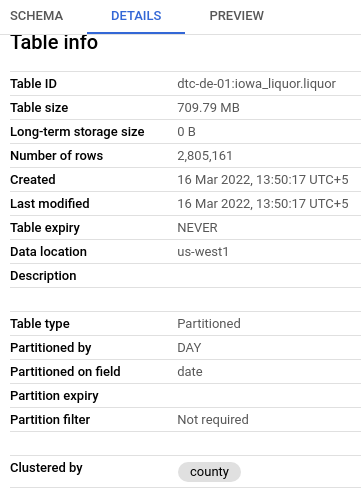 SCHEMA DETAILS PREVIEW
Table info
Table ID dtc-de-01:iowa_liquor.liquor
Table size 709.79 MB
Long-term storage size 0 B
Number of rows 2,805,161
Created 16 Mar 2022, 13:50:17 UTC+5
Last modified 16 Mar 2022, 13:50:17 UTC+5
Table expiry NEVER
Data location us-west1
Description
Table type Partitioned
Partitioned by DAY
Partitioned on field date
Partition expiry
Partition filter Not required
Clustered by county